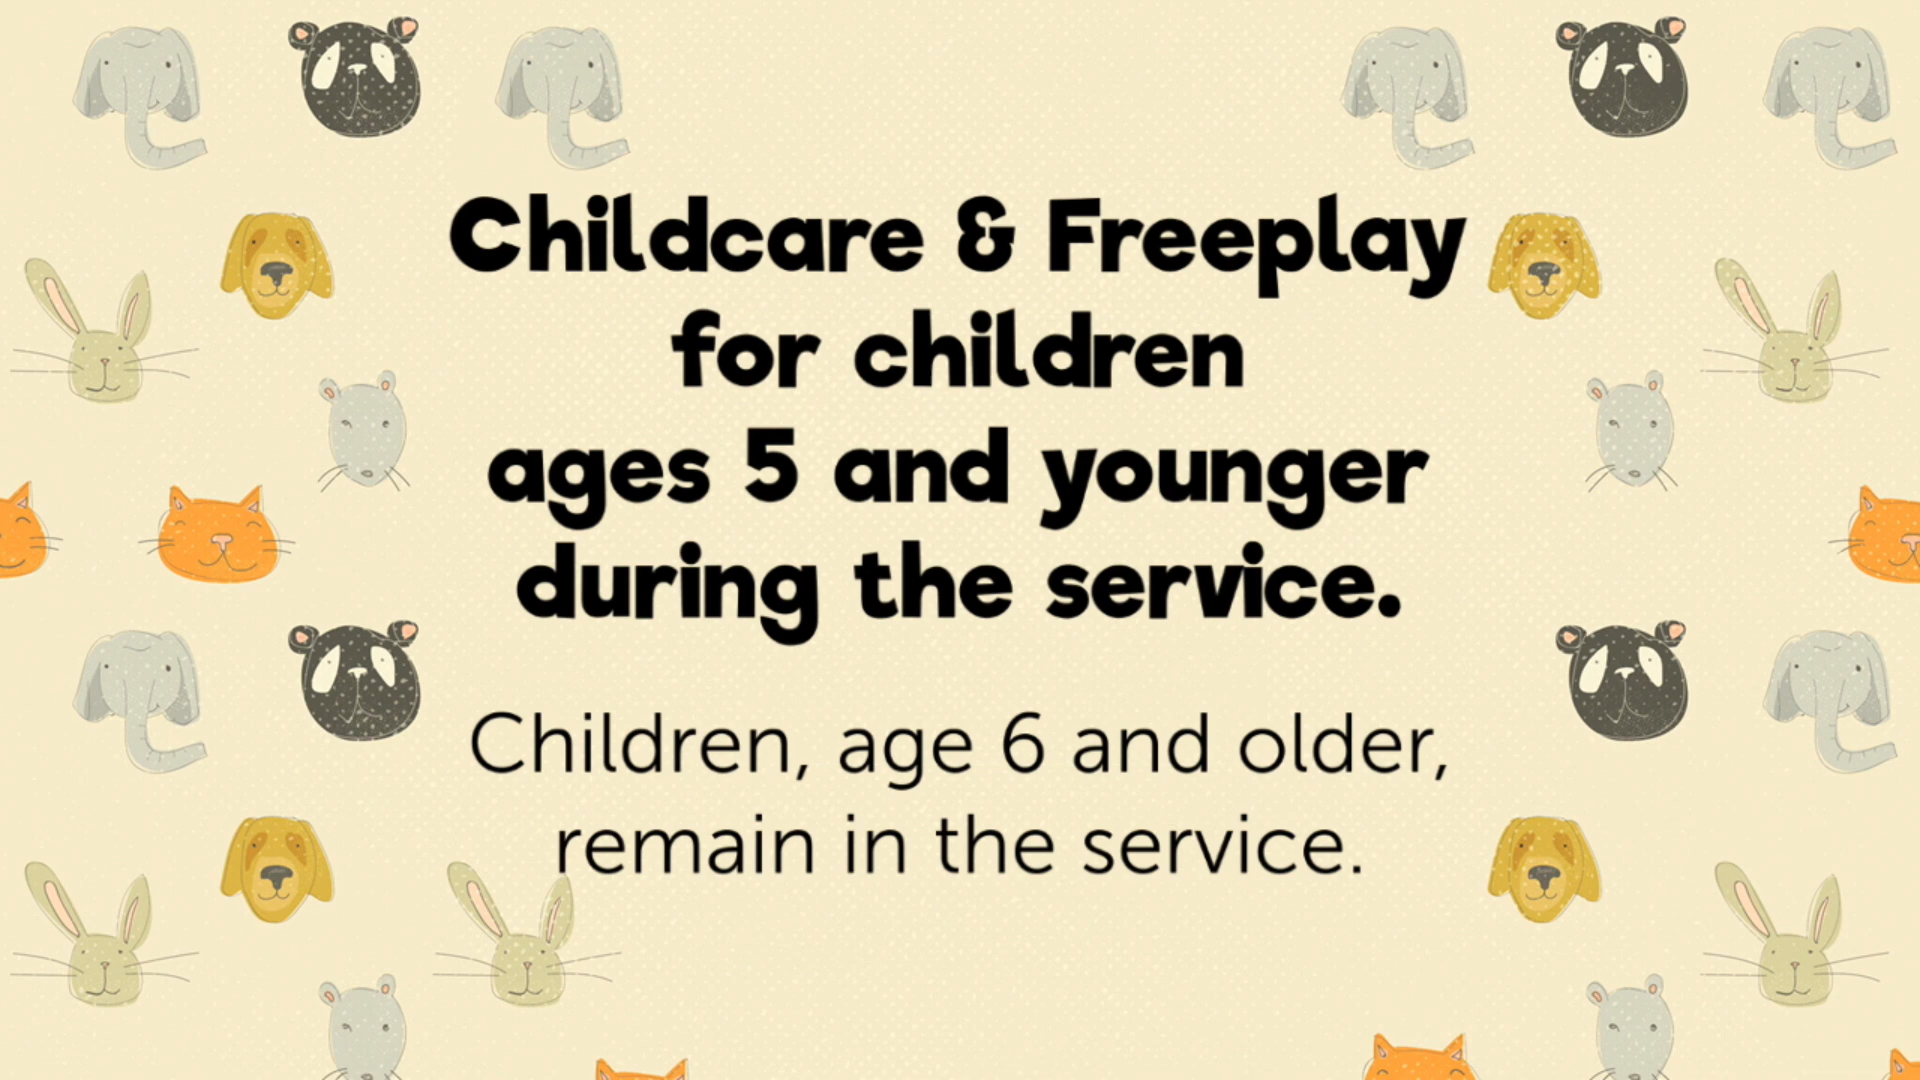 Childcare & Freeplay
for children
ages 5 and younger
during the service.
Children, age 6 and older,
remain in the service.